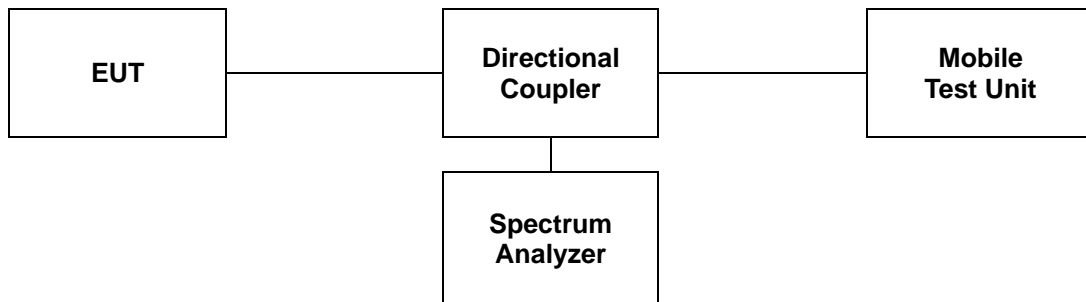 EUT
Directional
Coupler
Mobile
Test Unit
Spectrum
Analyzer